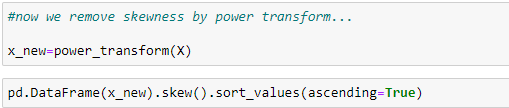 #now we remove skewness by power transform...
x_new=power_transform(X)
pd.DataFrame(x_new).skew().sort_values(ascending=True)